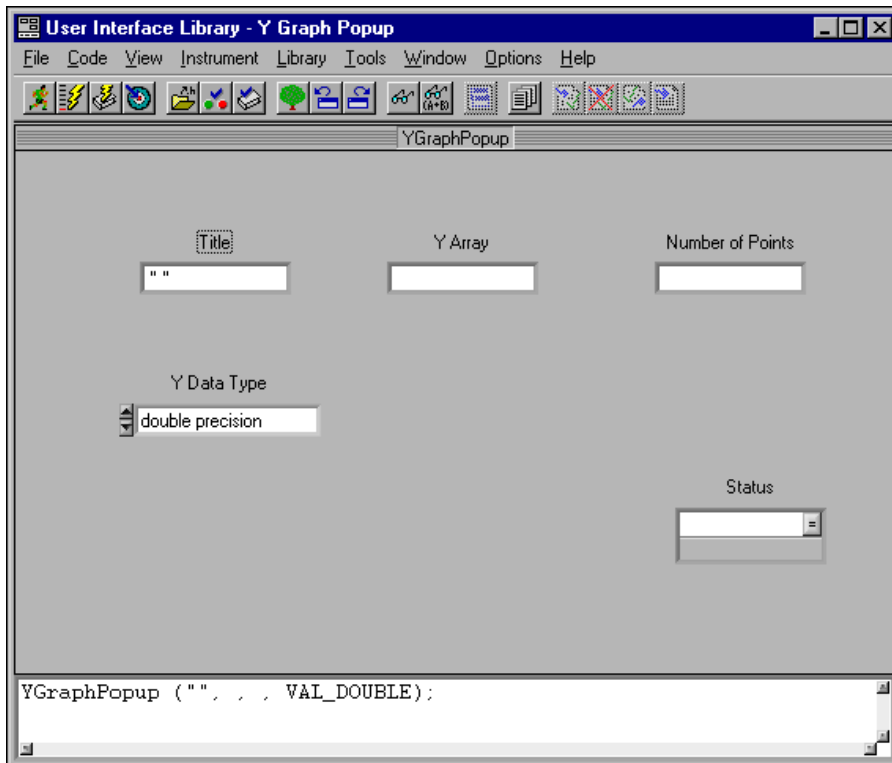 User Interface Library - Y Graph Popup
File Code View Instrument Library Tools Window Options Help
YGraphPopup
Title Y Array Number of Points
" "
Y Data Type
double precision
Status
=
YGraphPopup ("", , , VAL_DOUBLE);